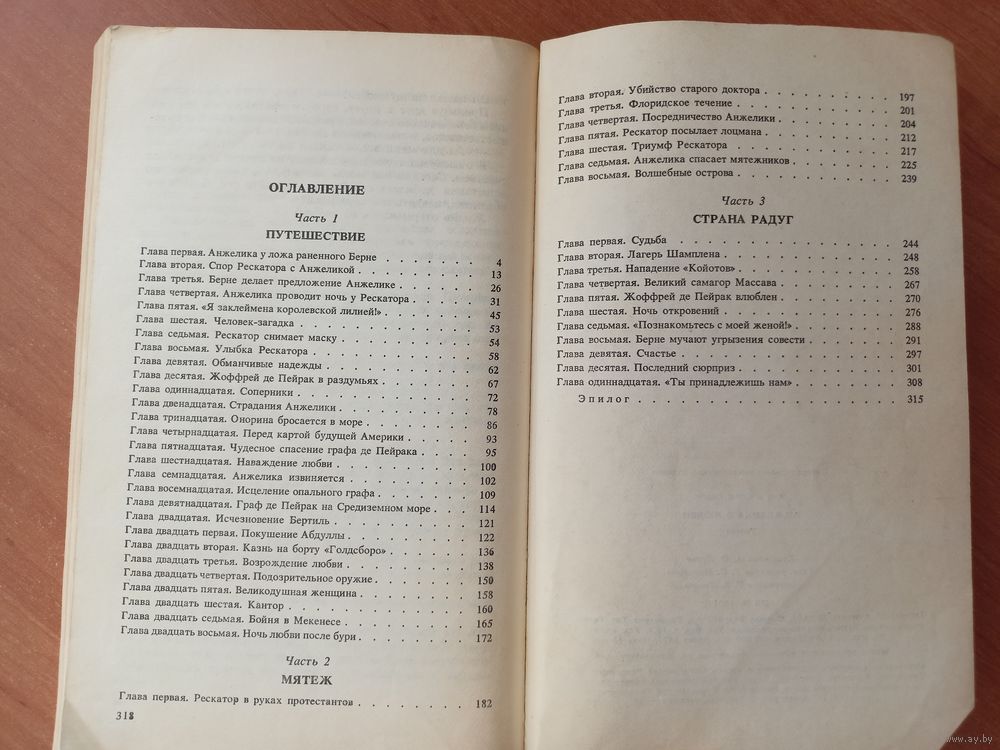 ОГЛАВЛЕНИЕ
Часть 1
ПУТЕШЕСТВИЕ
Глава первая. Анжелика у ложа раненного Берне . . . . . . . . 4
Глава вторая. Спор Рескатора с Анжеликой . . . . . . . . . 13
Глава третья. Берне делает предложение Анжелике . . . . . . . 26
Глава четвертая. Анжелика проводит ночь у Рескатора . . . . . . 31
Глава пятая. «Я заклеймена королевской лилией!» . . . . . . . 45
Глава шестая. Человек-загадка . . . . . . . . . . . . 53
Глава седьмая. Рескатор снимает маску . . . . . . . . . . 54
Глава восьмая. Улыбка Рескатора . . . . . . . . . . . 58
Глава девятая. Обманчивые надежды . . . . . . . . . . 62
Глава десятая. Жоффрей де Пейрак в раздумьях . . . . . . . 67
Глава одиннадцатая. Соперники . . . . . . . . . . . . 72
Глава двенадцатая. Страдания Анжелики . . . . . . . . . 78
Глава тринадцатая. Онорина бросается в море . . . . . . . . 86
Глава четырнадцатая. Перед картой будущей Америки . . . . . . 93
Глава пятнадцатая. Чудесное спасение графа де Пейрака . . . . . 95
Глава шестнадцатая. Наваждение любви . . . . . . . . . 100
Глава семнадцатая. Анжелика извиняется . . . . . . . . . 102
Глава восемнадцатая. Исцеление опального графа . . . . . . . 109
Глава девятнадцатая. Граф де Пейрак на Средиземном море . . . . 114
Глава двадцатая. Исчезновение Бертиль . . . . . . . . . 121
Глава двадцать первая. Покушение Абдуллы . . . . . . . . 122
Глава двадцать вторая. Казнь на борту «Голдсборо» . . . . . . 136
Глава двадцать третья. Возрождение любви . . . . . . . . 138
Глава двадцать четвертая. Подозрительное оружие . . . . . . . 150
Глава двадцать пятая. Великодушная женщина . . . . . . . . 158
Глава двадцать шестая. Кантор . . . . . . . . . . . . 160
Глава двадцать седьмая. Бойня в Мекенесе . . . . . . . . . 165
Глава двадцать восьмая. Ночь любви после бури . . . . . . . 172
Часть 2
МЯТЕЖ
Глава первая. Рескатор в руках протестантов . . . . . . . . 182
318
Глава вторая. Убийство старого доктора . . . . . . . . . . 197
Глава третья. Флоридское течение . . . . . . . . . . . 201
Глава четвертая. Посредничество Анжелики . . . . . . . . . 204
Глава пятая. Рескатор посылает лоцмана . . . . . . . . . . 212
Глава шестая. Триумф Рескатора . . . . . . . . . . . . 217
Глава седьмая. Анжелика спасает мятежников . . . . . . . . 225
Глава восьмая. Волшебные острова . . . . . . . . . . . 239
Часть 3
СТРАНА РАДУГ
Глава первая. Судьба . . . . . . . . . . . . . . 244
Глава вторая. Лагерь Шамплена . . . . . . . . . . . . 248
Глава третья. Нападение «Койотов» . . . . . . . . . . . 258
Глава четвертая. Великий самагор Массава . . . . . . . . . 267
Глава пятая. Жоффрей де Пейрак влюблен . . . . . . . . . 270
Глава шестая. Ночь откровений . . . . . . . . . . . . 276
Глава седьмая. «Познакомьтесь с моей женой!» . . . . . . . . 288
Глава восьмая. Берне мучают угрызения совести . . . . . . . 291
Глава девятая. Счастье . . . . . . . . . . . . . . 297
Глава десятая. Последний сюрприз . . . . . . . . . . . 301
Глава одиннадцатая. «Ты принадлежишь нам» . . . . . . . . 308
Эпилог . . . . . . . . . . . . . . . . . 315
www.ay.by